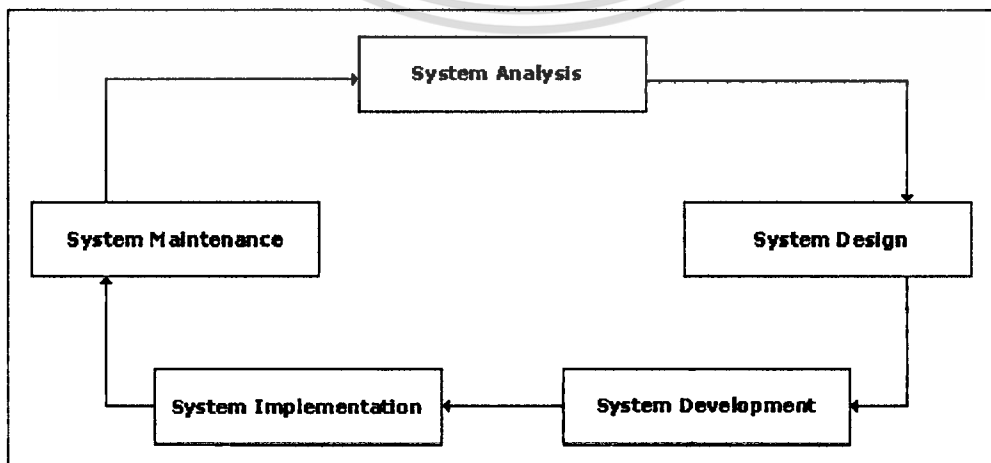 System Analysis
System Maintenance
System Design
System Implementation
System Development